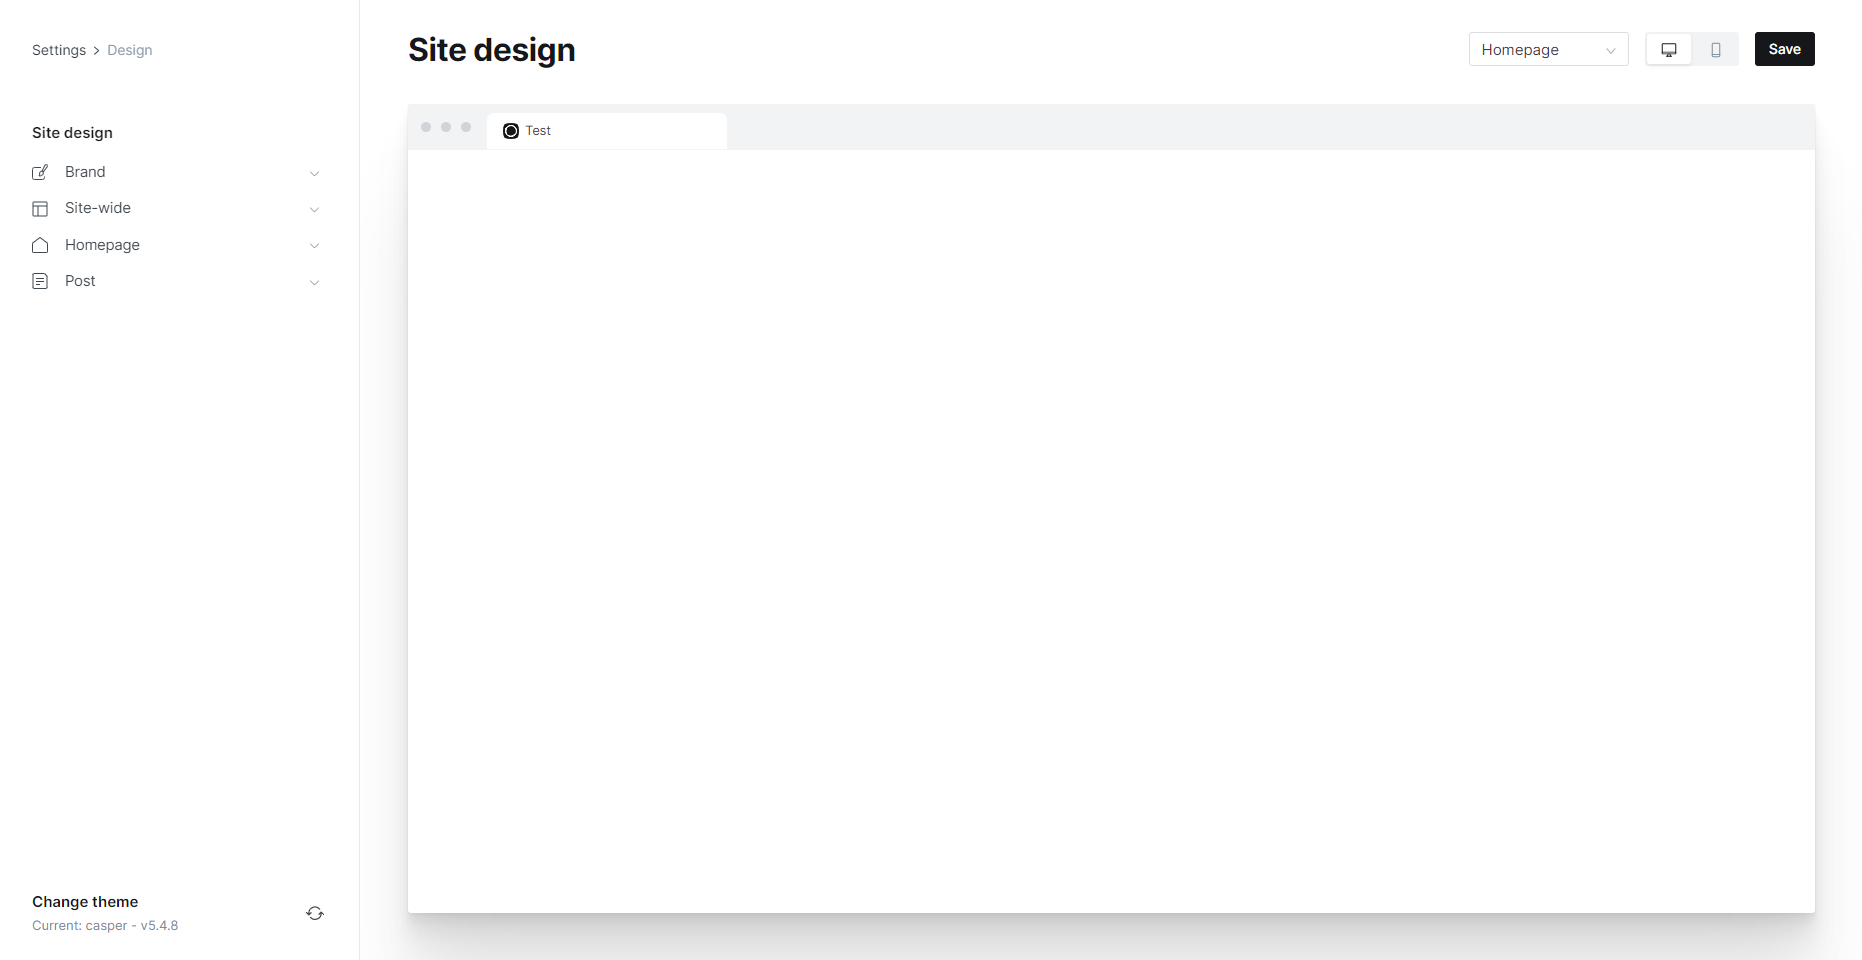 Settings > Design
Site design
Brand
Site-wide
Homepage
Post
Change theme
Current: casper - v5.4.8
Site design
Homepage
Save
Test